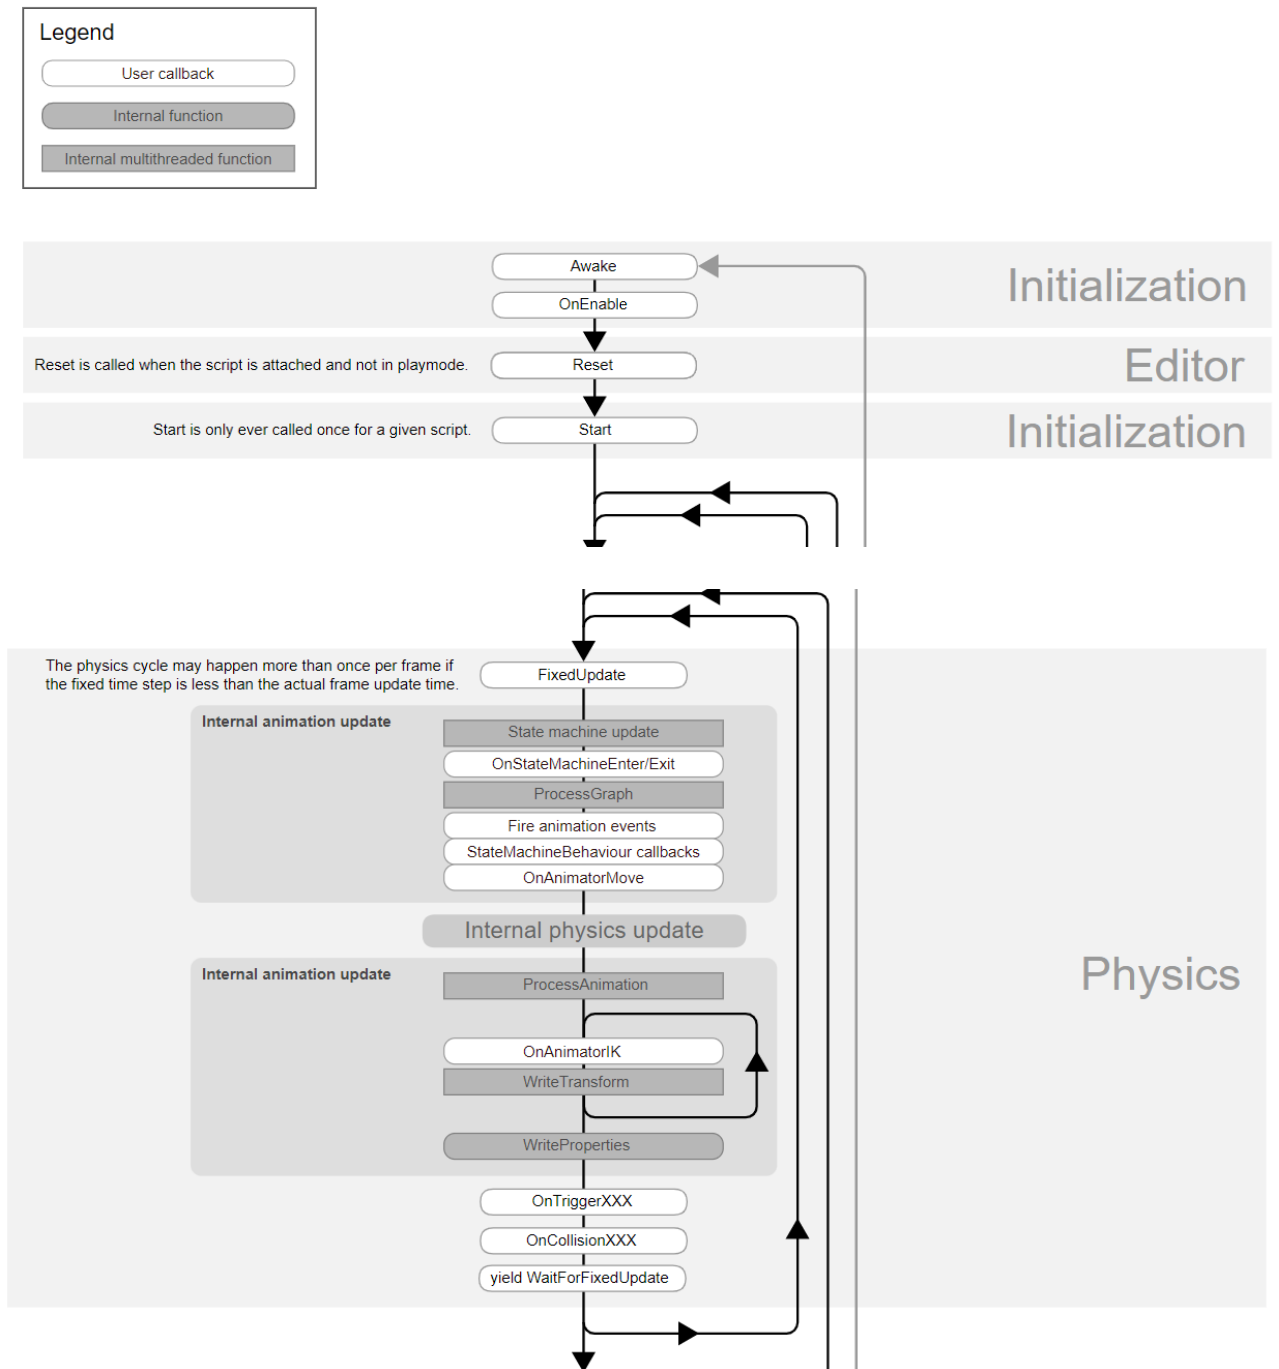 Legend
User callback
Internal function
Internal multithreaded function
Awake
Initialization
OnEnable
Reset is called when the script is attached and not in playmode.
Reset
Editor
Start is only ever called once for a given script.
Start
Initialization
The physics cycle may happen more than once per frame if
the fixed time step is less than the actual frame update time.
FixedUpdate
Internal animation update
State machine update
OnStateMachineEnter/Exit
ProcessGraph
Fire animation events
StateMachineBehaviour callbacks
OnAnimatorMove
Internal physics update
Physics
Internal animation update
ProcessAnimation
OnAnimatorIK
WriteTransform
WriteProperties
OnTriggerXXX
OnCollisionXXX
yield WaitForFixedUpdate